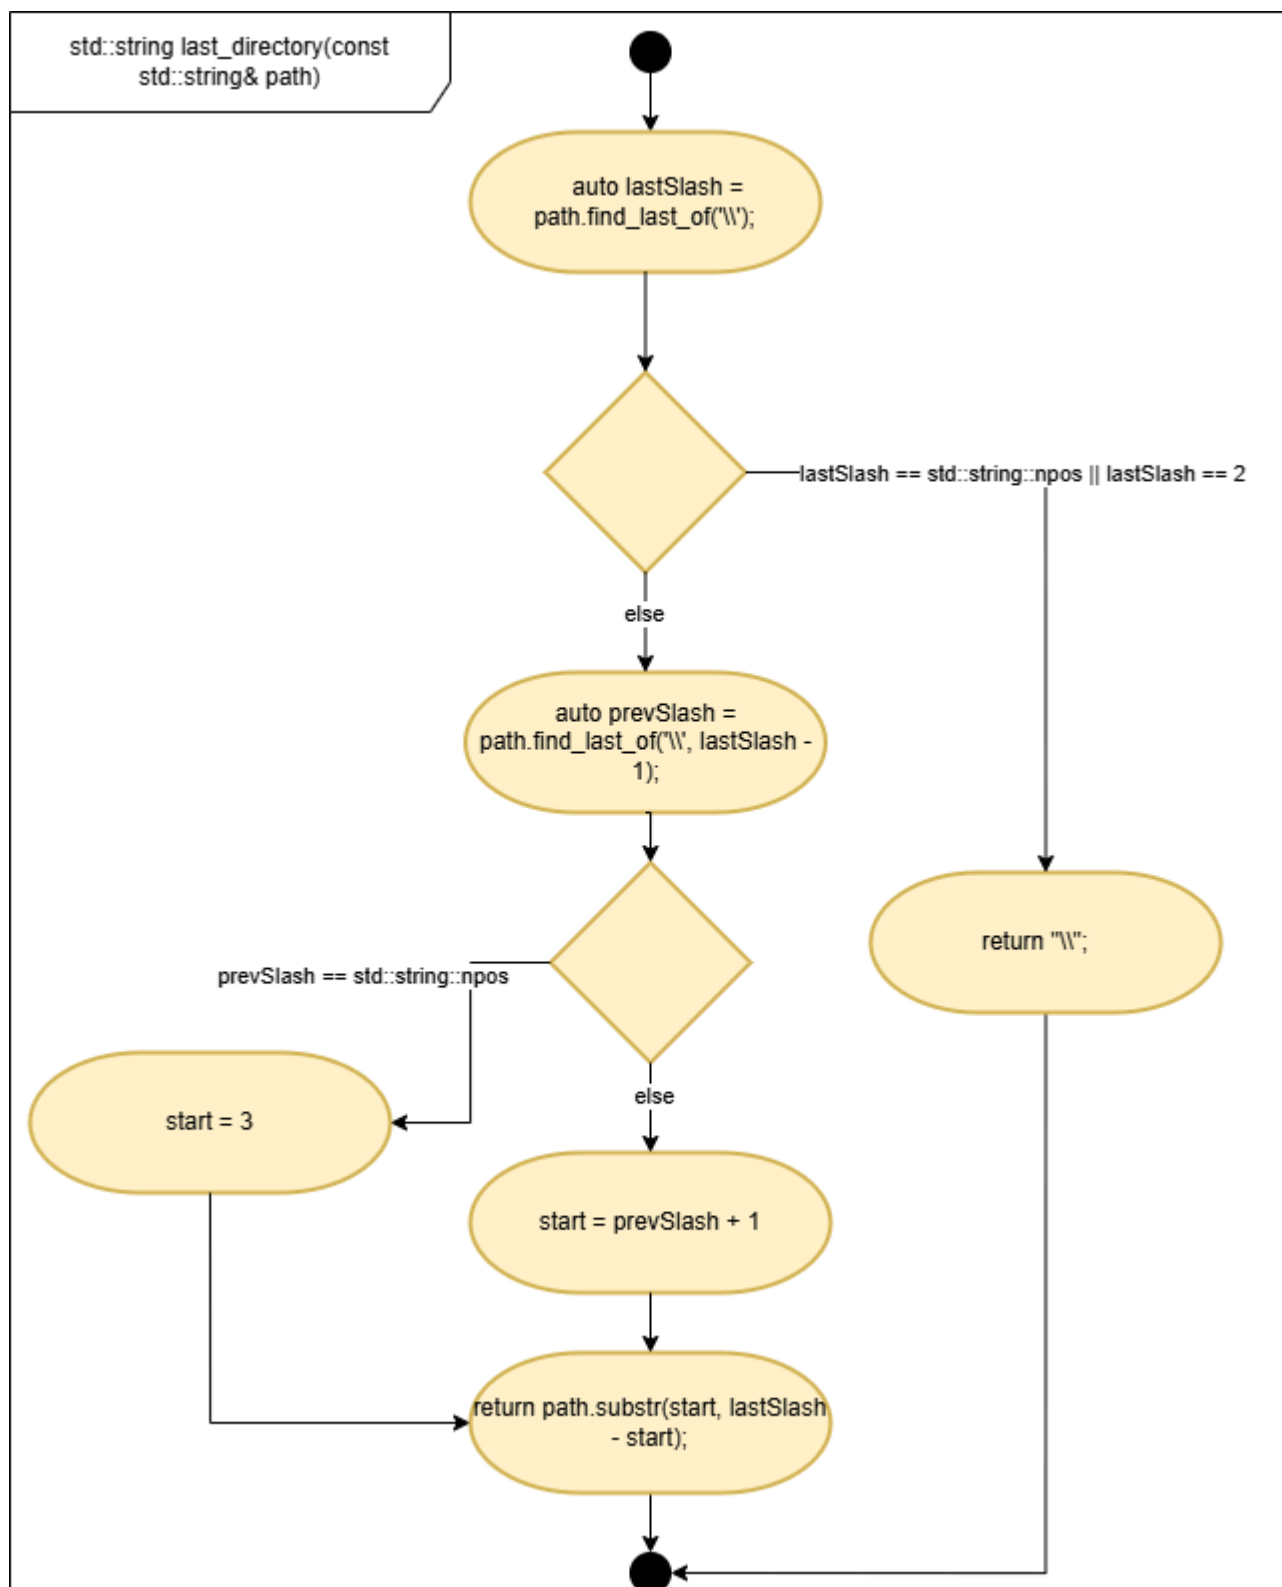 std::string last_directory(const
std::string& path)
auto lastSlash =
path.find_last_of('\\');
lastSlash == std::string::npos || lastSlash == 2
else
auto prevSlash =
path.find_last_of('\\', lastSlash -
1);
return "\\";
prevSlash == std::string::npos
else
start = 3
start = prevSlash + 1
return path.substr(start, lastSlash
- start);